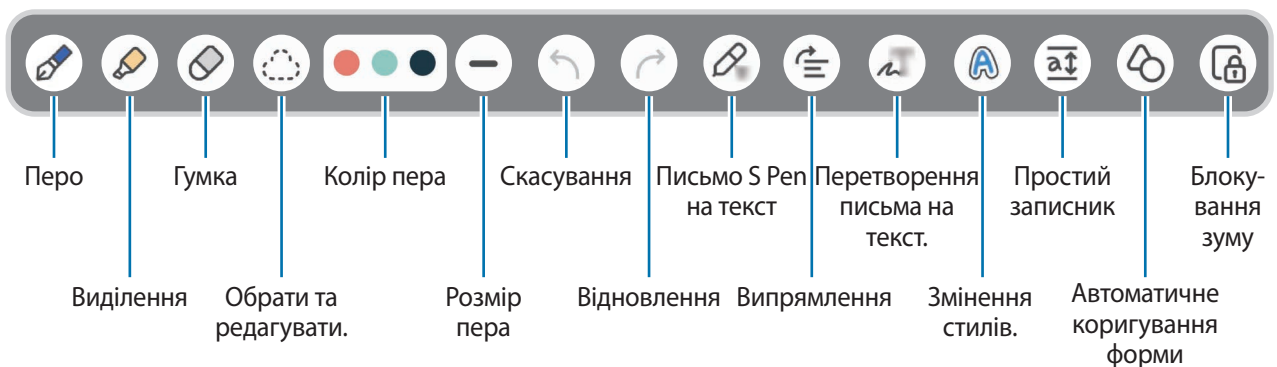 Перо
Гумка
Колір пера
Скасування
Письмо S Pen
на текст
Перетворення
письма на
текст.
Простий
записник
Блоку-
вання
зуму
Виділення
Обрати та
редагувати.
Розмір
пера
Відновлення
Випрямлення
Змінення
стилів.
Автоматичне
коригування
форми